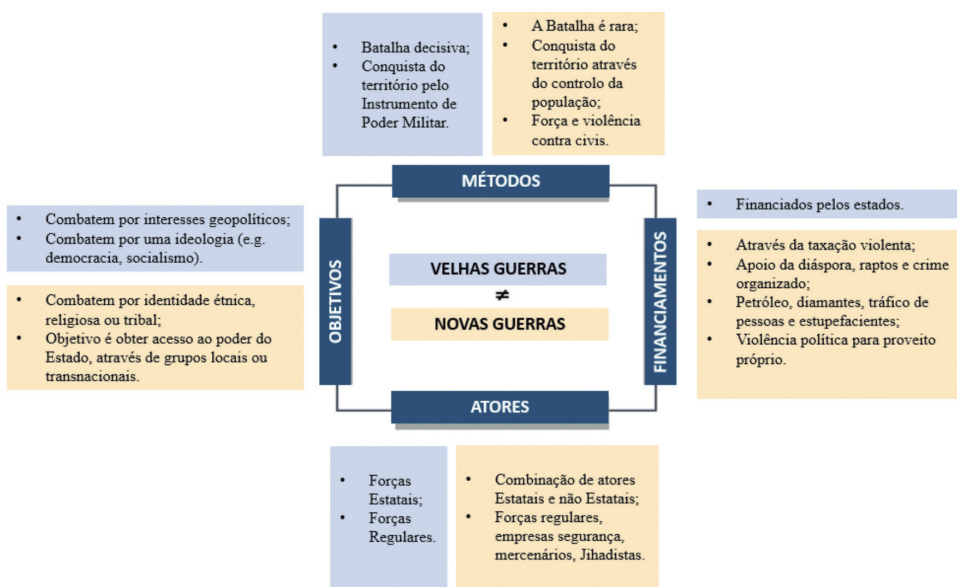 • Batalha decisiva;
• Conquista do
território pelo
Instrumento de
Poder Militar.
• A Batalha é rara;
• Conquista do
território através
do controlo da
população;
• Força e violência
contra civis.
MÉTODOS
• Combatem por interesses geopolíticos;
• Combatem por uma ideologia (e.g.
democracia, socialismo).
• Combatem por identidade étnica,
religiosa ou tribal;
• Objetivo é obter acesso ao poder do
Estado, através de grupos locais ou
transnacionais.
OBJETIVOS
VELHAS GUERRAS
≠
NOVAS GUERRAS
FINANCIAMENTOS
• Financiados pelos estados.
• Através da taxação violenta;
• Apoio da diáspora, raptos e crime
organizado;
• Petróleo, diamantes, tráfico de
pessoas e estupefacientes;
• Violência política para proveito
próprio.
ATORES
• Forças
Estatais;
• Forças
Regulares.
• Combinação de atores
Estatais e não Estatais;
• Forças regulares,
empresas segurança,
mercenários, Jihadistas.